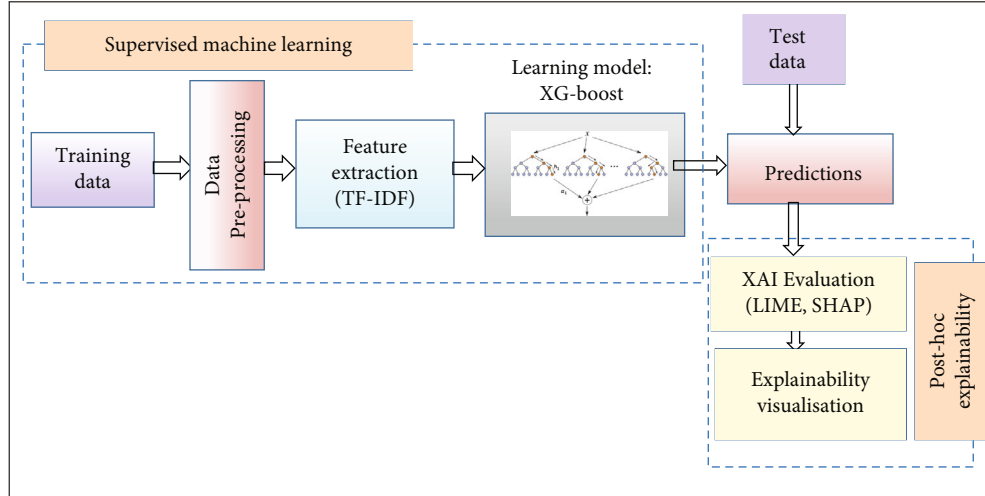 Supervised machine learning
Training
data
Data
Pre-processing
Feature
extraction
(TF-IDF)
Learning model:
XG-boost
Test
data
Predictions
XAI Evaluation
(LIME, SHAP)
Explainability
visualisation
Post-hoc
explainability